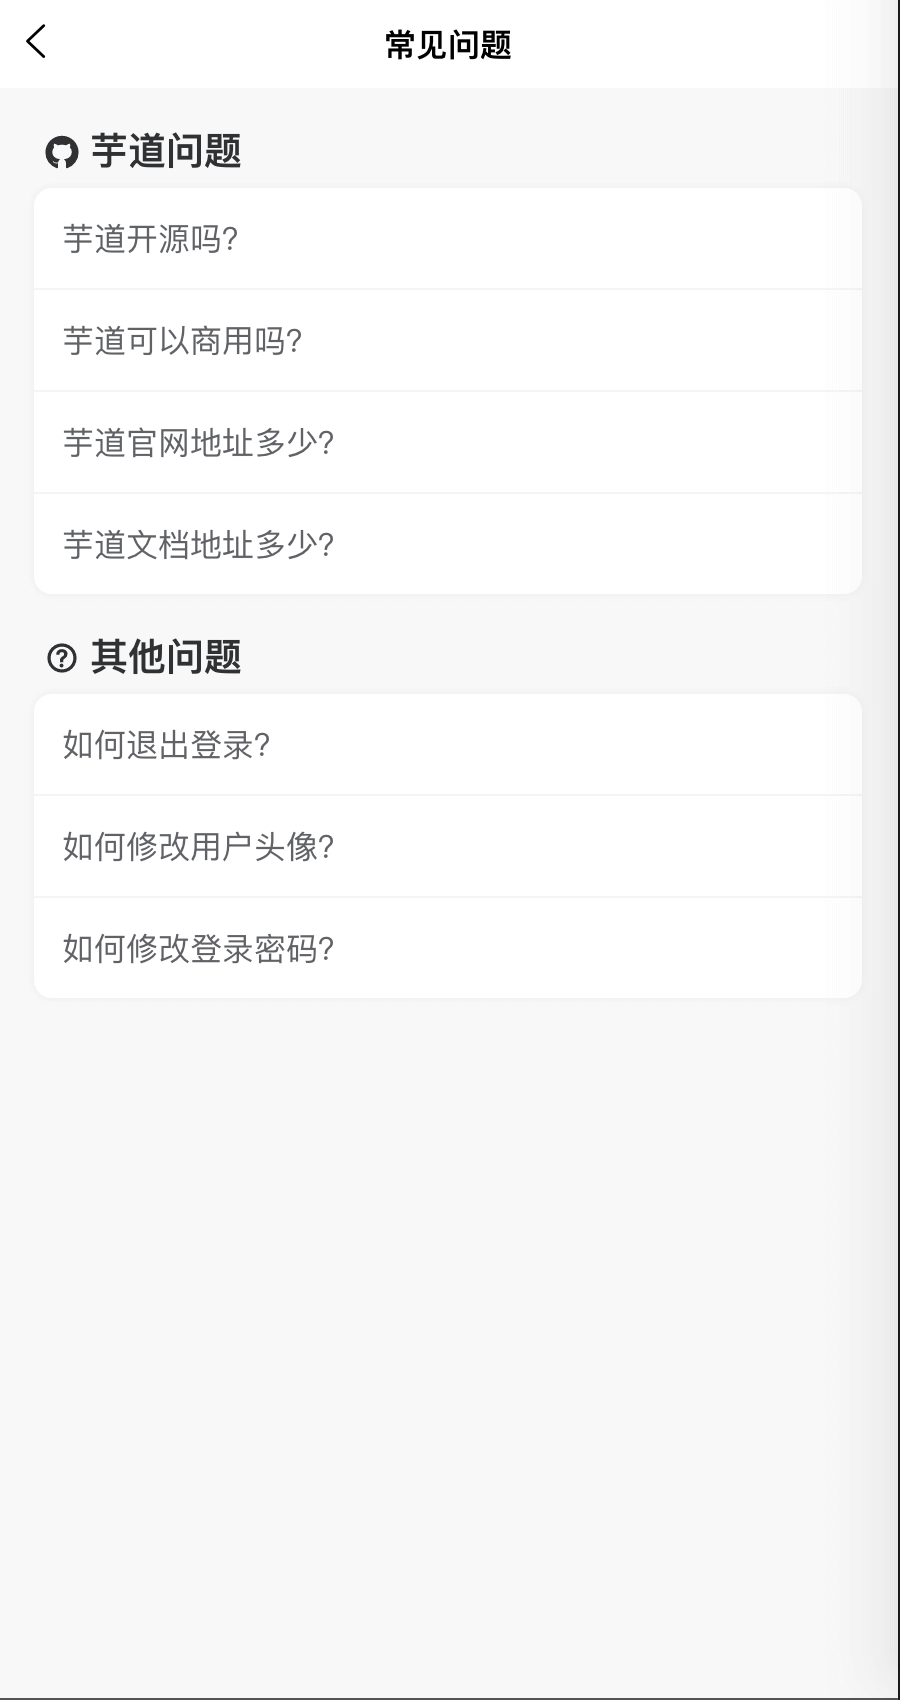 常见问题
芋道问题
芋道开源吗?
芋道可以商用吗?
芋道官网地址多少?
芋道文档地址多少?
其他问题
如何退出登录?
如何修改用户头像?
如何修改登录密码?